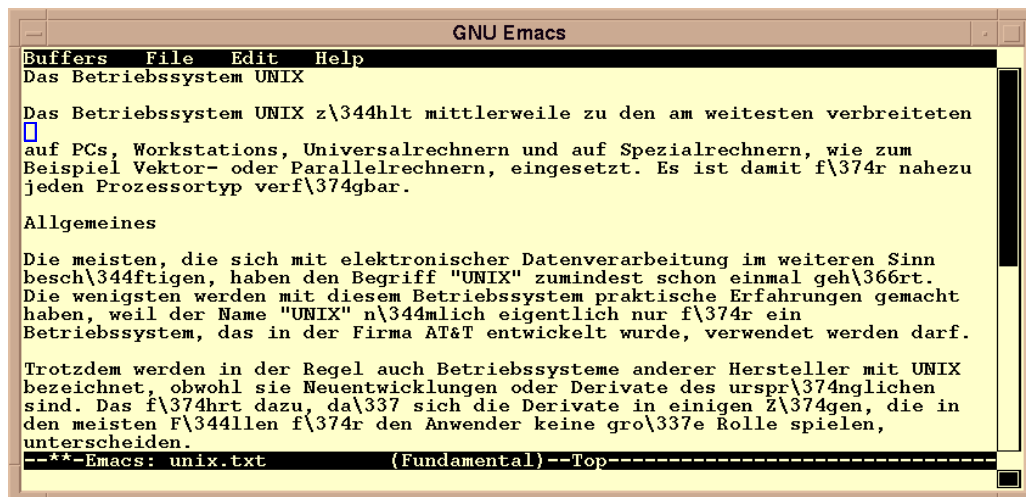 GNU Emacs
Buffers File Edit Help
Das Betriebssystem UNIX
Das Betriebssystem UNIX z\344hlt mittlerweile zu den am weitesten verbreiteten
auf PCs, Workstations, Universalrechnern und auf Spezialrechnern, wie zum
Beispiel Vektor- oder Parallelrechnern, eingesetzt. Es ist damit f\374r nahezu
jeden Prozessortyp verf\374gbar.
Allgemeines
Die meisten, die sich mit elektronischer Datenverarbeitung im weiteren Sinn
besch\344ftigen, haben den Begriff "UNIX" zumindest schon einmal geh\366rt.
Die wenigsten werden mit diesem Betriebssystem praktische Erfahrungen gemacht
haben, weil der Name "UNIX" n\344mlich eigentlich nur f\374r ein
Betriebssystem, das in der Firma AT&T entwickelt wurde, verwendet werden darf.
Trotzdem werden in der Regel auch Betriebssysteme anderer Hersteller mit UNIX
bezeichnet, obwohl sie Neuentwicklungen oder Derivate des urspr\374nglichen
sind. Das f\374hrt dazu, da\337 sich die Derivate in einigen Z\374gen, die in
den meisten F\344llen f\374r den Anwender keine gro\337e Rolle spielen,
unterscheiden.
--**-Emacs: unix.txt (Fundamental)--Top--------------------------------